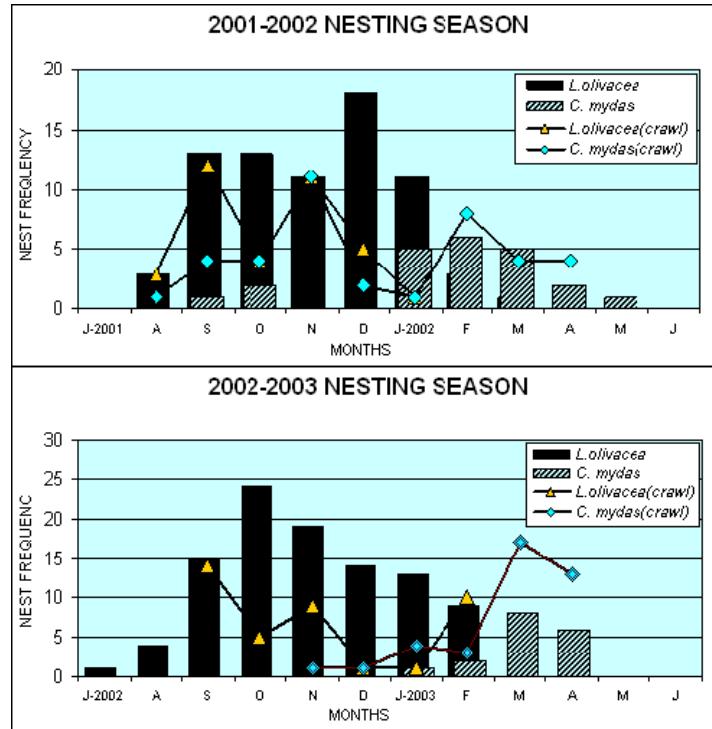 2001-2002 NESTING SEASON
20
15
10
5
0
NEST FREQLENCY
L.olivacea
C. mydas
L.olivacea(crawl)
C. mydas(crawl)
J-2001 A S O N D J-2002 F M A M J
MONTHS
2002-2003 NESTING SEASON
30
25
20
15
10
5
0
NEST FREQUENC
L.olivacea
C. mydas
L.olivacea(crawl)
C. mydas(crawl)
J-2002 A S O N D J-2003 F M A M J
MONTHS